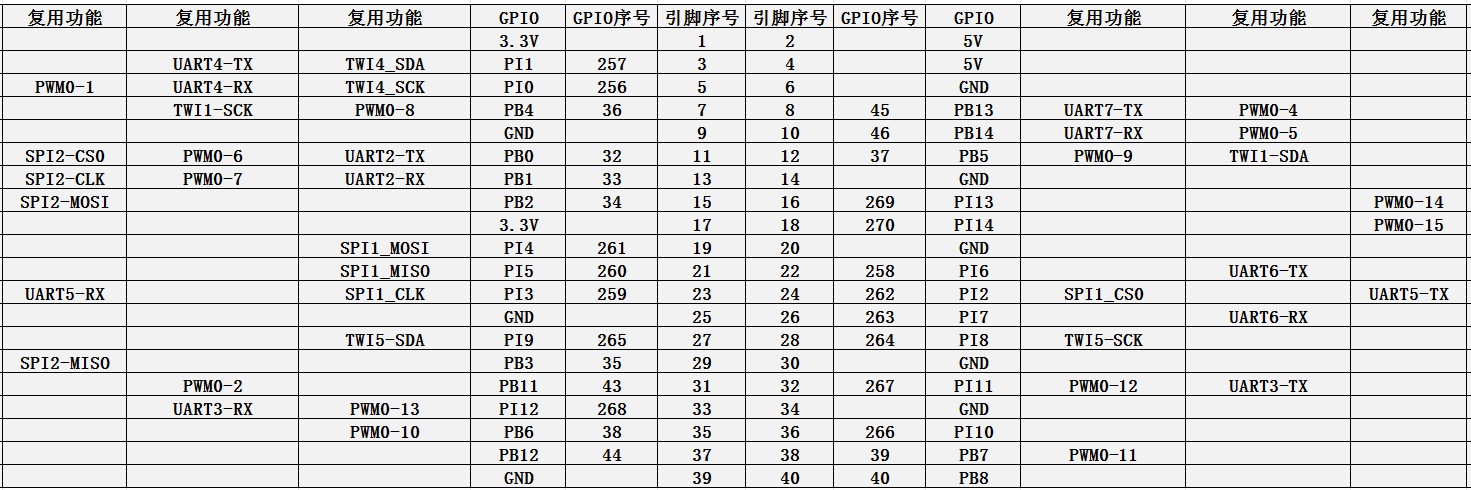 复用功能 复用功能 复用功能 GPIO GPIO序号 引脚序号 引脚序号 GPIO序号 GPIO 复用功能 复用功能 复用功能
3.3V 1 2 5V
UART4-TX TWI4_SDA PI1 257 3 4 5V
PWM0-1 UART4-RX TWI4_SCK PI0 256 5 6 GND
TWI1-SCK PWM0-8 PB4 36 7 8 45 PB13 UART7-TX PWM0-4
GND 9 10 46 PB14 UART7-RX PWM0-5
SPI2-CS0 PWM0-6 UART2-TX PB0 32 11 12 37 PB5 PWM0-9 TWI1-SDA
SPI2-CLK PWM0-7 UART2-RX PB1 33 13 14 GND
SPI2-MOSI PB2 34 15 16 269 PI13 PWM0-14
3.3V 17 18 270 PI14 PWM0-15
SPI1_MOSI PI4 261 19 20 GND
SPI1_MISO PI5 260 21 22 258 PI6 UART6-TX
UART5-RX SPI1_CLK PI3 259 23 24 262 PI2 SPI1_CS0 UART5-TX
GND 25 26 263 PI7 UART6-RX
TWI5-SDA PI9 265 27 28 264 PI8 TWI5-SCK
SPI2-MISO PB3 35 29 30 GND
PWM0-2 PB11 43 31 32 267 PI11 PWM0-12 UART3-TX
UART3-RX PWM0-13 PI12 268 33 34 GND
PWM0-10 PB6 38 35 36 266 PI10
PB12 44 37 38 39 PB7 PWM0-11
GND 39 40 40 PB8